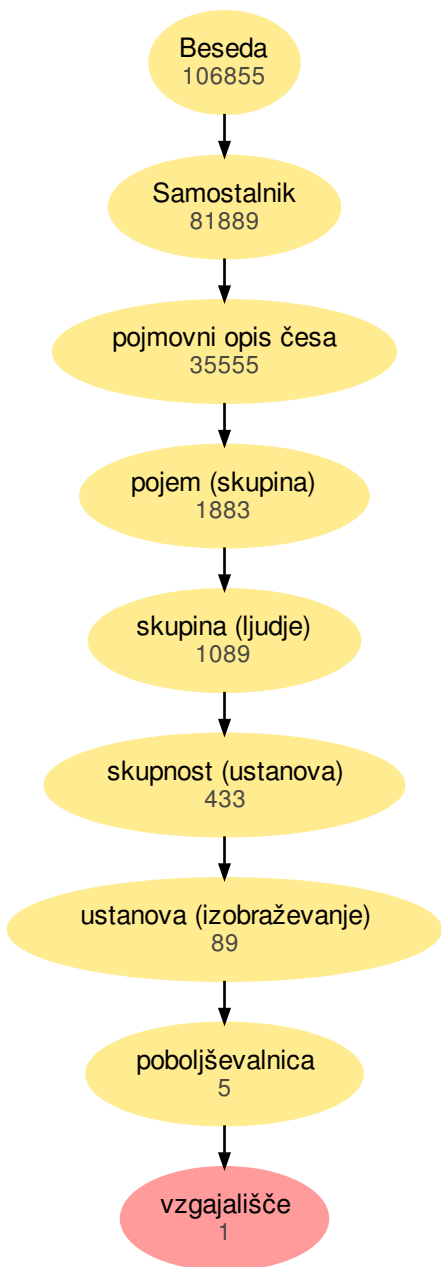 Beseda
106855
Samostalnik
81889
pojmovni opis česa
35555
pojem (skupina)
1883
skupina (ljudje)
1089
skupnost (ustanova)
433
ustanova (izobraževanje)
89
poboljševalnica
5
vzgajališče
1